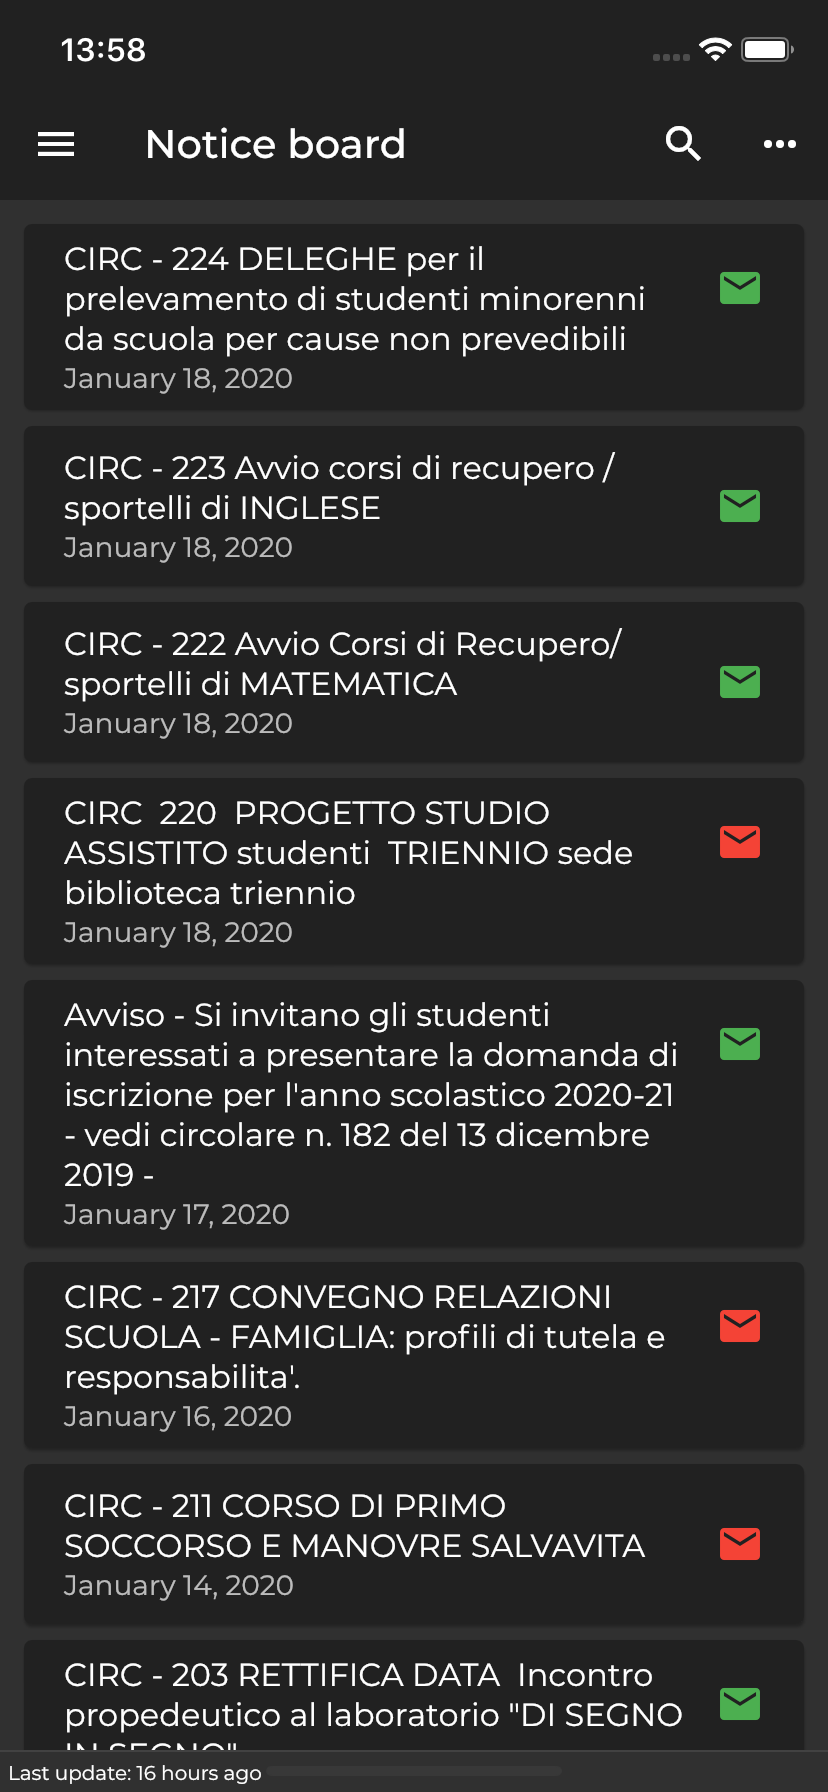 13:58
Notice board
CIRC - 224 DELEGHE per il
prelevamento di studenti minorenni
da scuola per cause non prevedibili
January 18, 2020
CIRC - 223 Avvio corsi di recupero /
sportelli di INGLESE
January 18, 2020
CIRC - 222 Avvio Corsi di Recupero/
sportelli di MATEMATICA
January 18, 2020
CIRC  220  PROGETTO STUDIO
ASSISTITO studenti  TRIENNIO sede
biblioteca triennio
January 18, 2020
Avviso - Si invitano gli studenti
interessati a presentare la domanda di
iscrizione per l'anno scolastico 2020-21
- vedi circolare n. 182 del 13 dicembre
2019 -
January 17, 2020
CIRC - 217 CONVEGNO RELAZIONI
SCUOLA - FAMIGLIA: profili di tutela e
responsabilita'.
January 16, 2020
CIRC - 211 CORSO DI PRIMO
SOCCORSO E MANOVRE SALVAVITA
January 14, 2020
CIRC - 203 RETTIFICA DATA  Incontro
propedeutico al laboratorio "DI SEGNO
IN SEGNO"
Last update: 16 hours ago